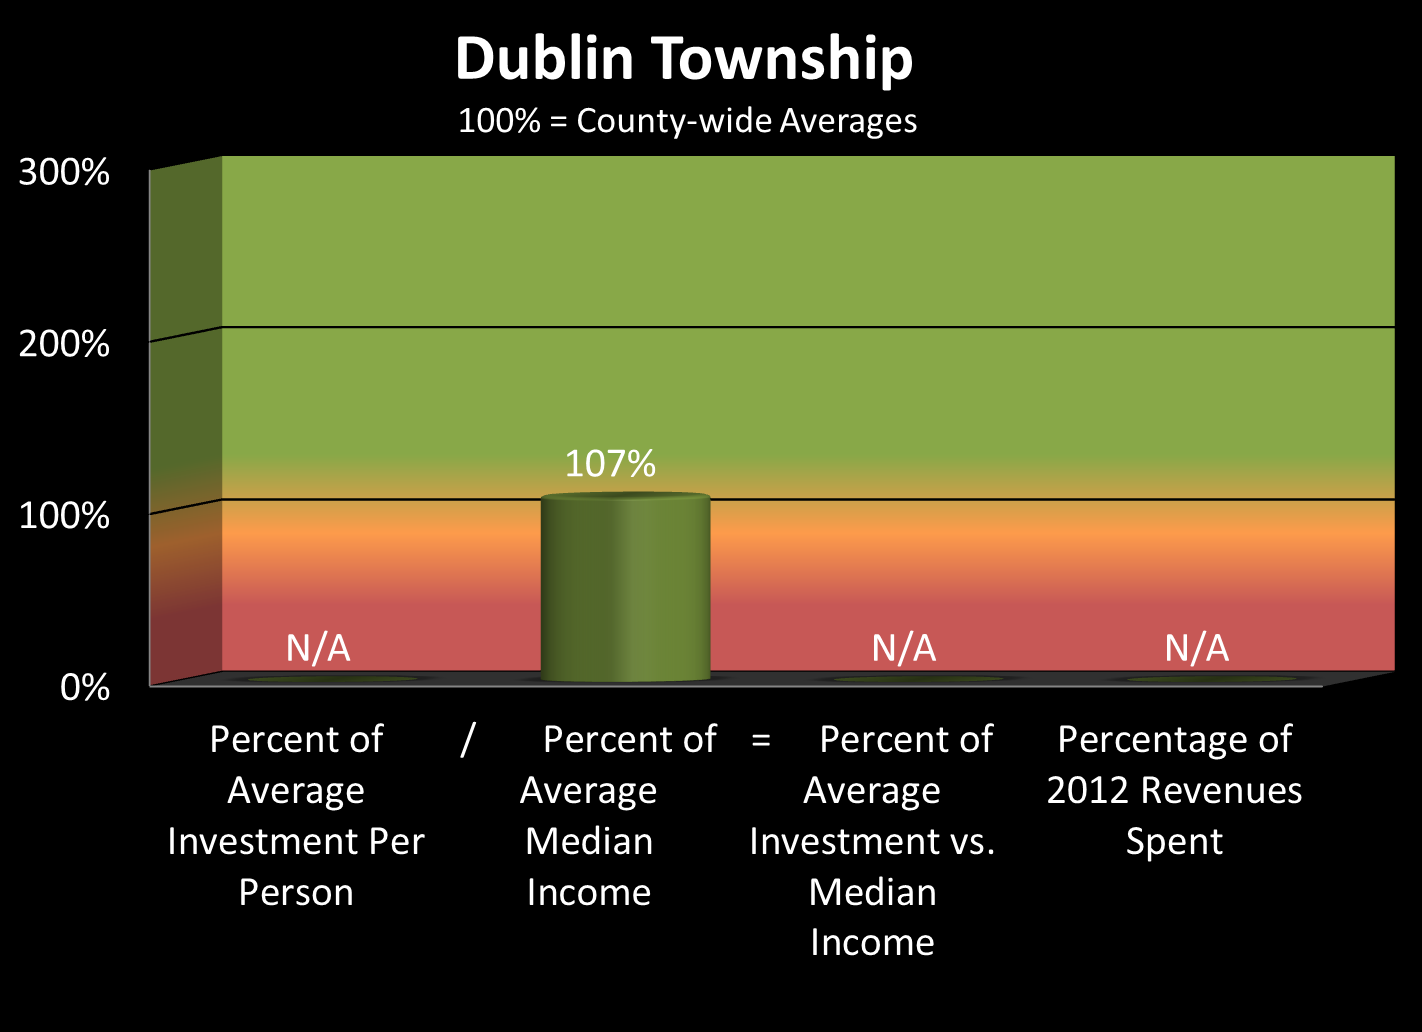 Dublin Township
100% = County-wide Averages
300%
200%
100%
0%
107%
N/A
N/A
N/A
Percent of / Percent of = Percent of Percentage of
Average Average Average 2012 Revenues
Investment Per Median Investment vs. Spent
Person Income Median
Income